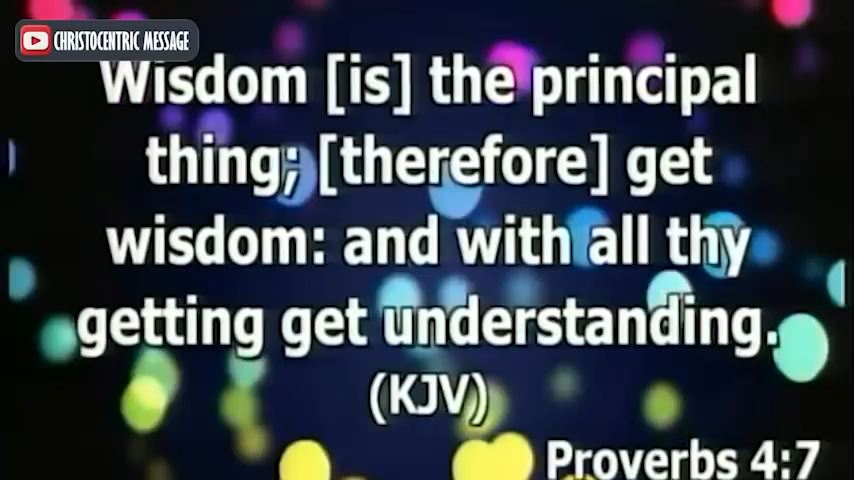 CHRISTOCENTRIC MESSAGE
Wisdom [is] the principal
thing; [therefore] get
wisdom: and with all thy
getting get understanding.
(KJV)
Proverbs 4:7